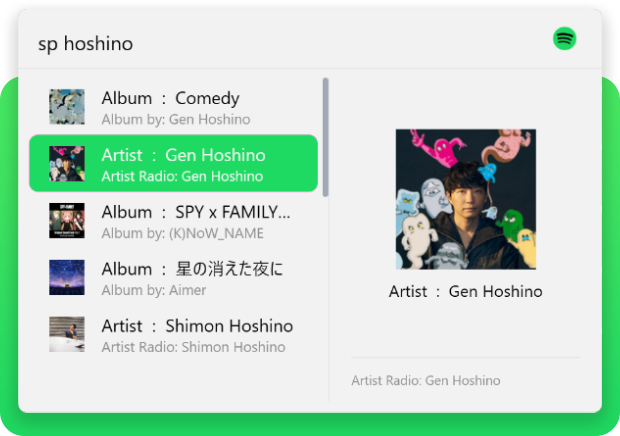 sp hoshino
Album : Comedy
Album by: Gen Hoshino
Artist : Gen Hoshino
Artist Radio: Gen Hoshino
Album : SPY x FAMILY...
Album by: (K)NoW_NAME
Album : 星の消えた夜に
Album by: Aimer
Artist : Shimon Hoshino
Artist Radio: Shimon Hoshino
Artist : Gen Hoshino
Artist Radio: Gen Hoshino